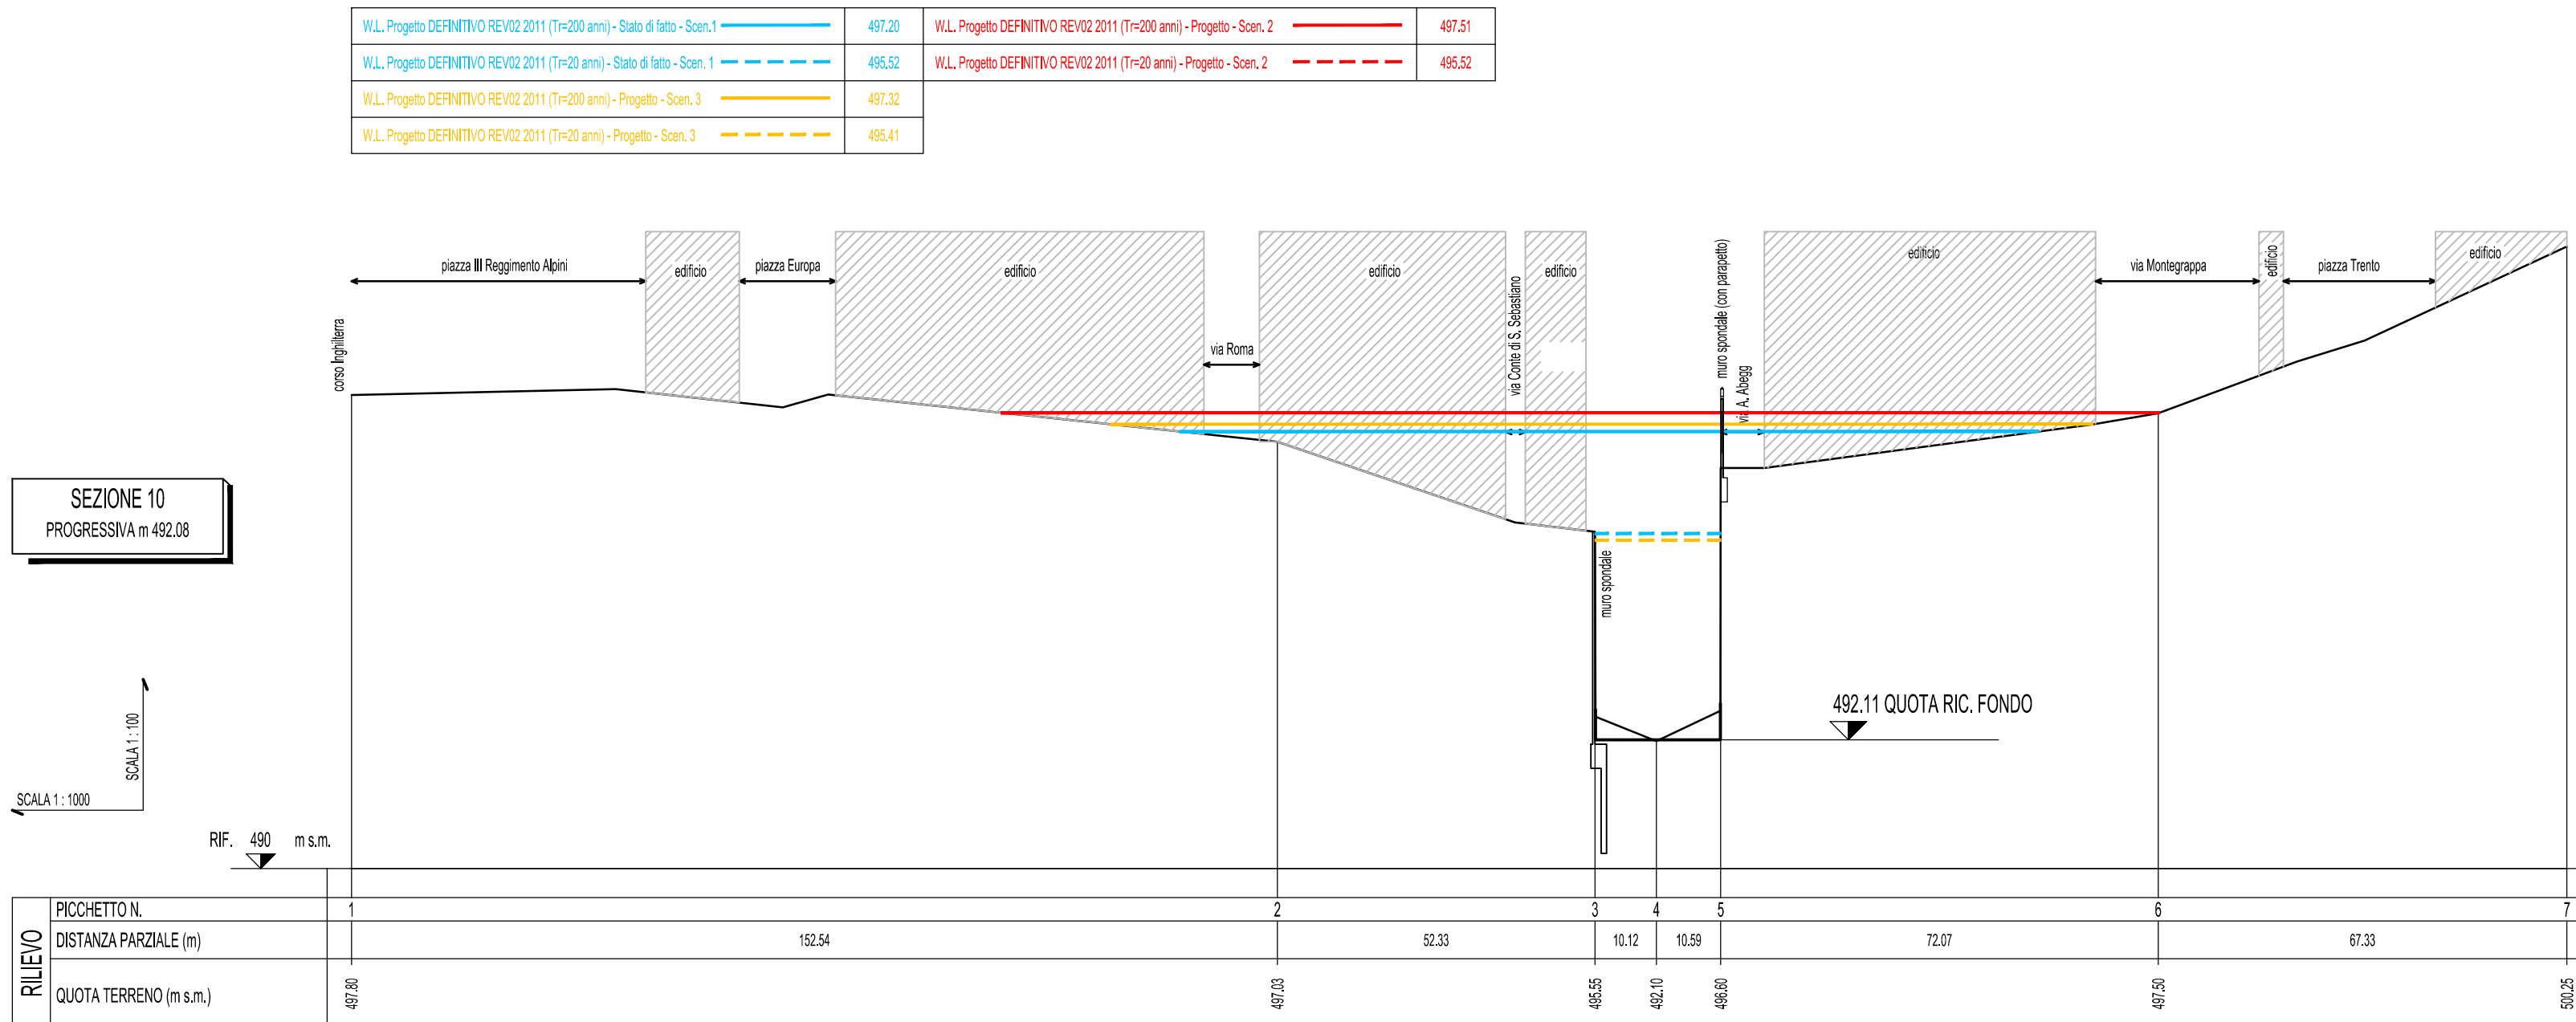 W.L. Progetto DEFINITIVO REV02 2011 (Tr=200 anni) - Stato di fatto - Scen.1 497.20 W.L. Progetto DEFINITIVO REV02 2011 (Tr=200 anni) - Progetto - Scen. 2 497.51
W.L. Progetto DEFINITIVO REV02 2011 (Tr=20 anni) - Stato di fatto - Scen. 1 495.52 W.L. Progetto DEFINITIVO REV02 2011 (Tr=20 anni) - Progetto - Scen. 2 495.52
W.L. Progetto DEFINITIVO REV02 2011 (Tr=200 anni) - Progetto - Scen. 3 497.32
W.L. Progetto DEFINITIVO REV02 2011 (Tr=20 anni) - Progetto - Scen. 3 495.41
corso Inghilterra
piazza III Reggimento Alpini
edificio
piazza Europa
edificio
via Roma
edificio
via Conte di S. Sebastiano
edificio
muro spondale
muro spondale (con parapetto)
via A. Abegg
edificio
via Montegrappa
edificio
piazza Trento
edificio
SEZIONE 10
PROGRESSIVA m 492.08
492.11 QUOTA RIC. FONDO
SCALA 1 : 100
SCALA 1 : 1000
RIF. 490 m s.m.
RILIEVO
PICCHETTO N. 1 2 3 4 5 6 7
DISTANZA PARZIALE (m) 152.54 52.33 10.12 10.59 72.07 67.33
QUOTA TERRENO (m s.m.) 497.80 497.03 495.55 492.10 496.60 497.50 500.25